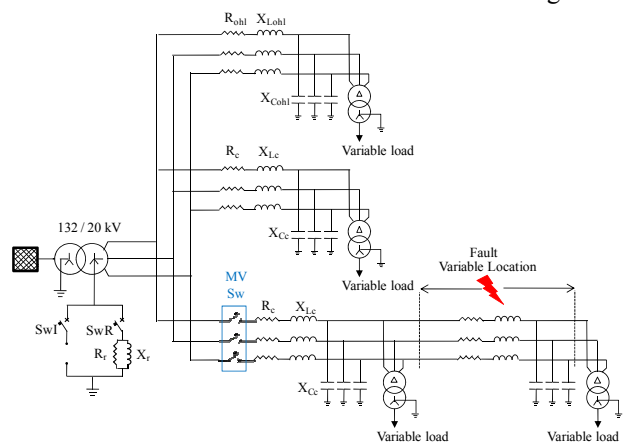 R_ohl X_Lohl
X_Cohl
Δ
Variable load
R_c X_Lc
X_Cc
Δ
Variable load
132 / 20 kV
Fault
Variable Location
MV
Sw
R_c X_Lc
SwI SwR
R_r X_r
X_Cc
Δ
Δ
Variable load
Variable load